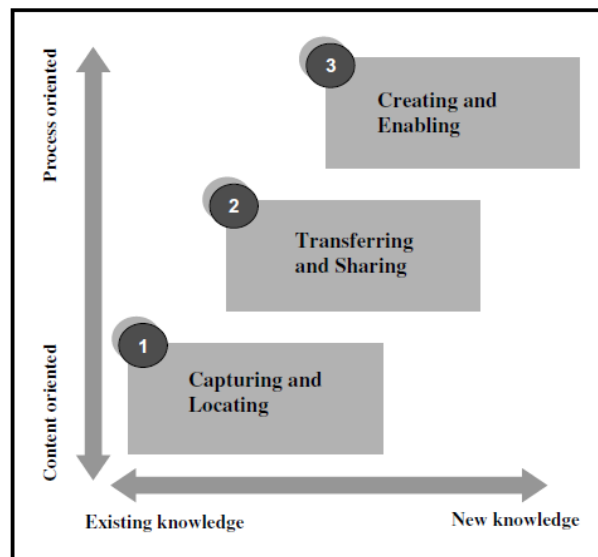 Process oriented
3
Creating and
Enabling
2
Transferring
and Sharing
1
Capturing and
Locating
Content oriented
Existing knowledge
New knowledge